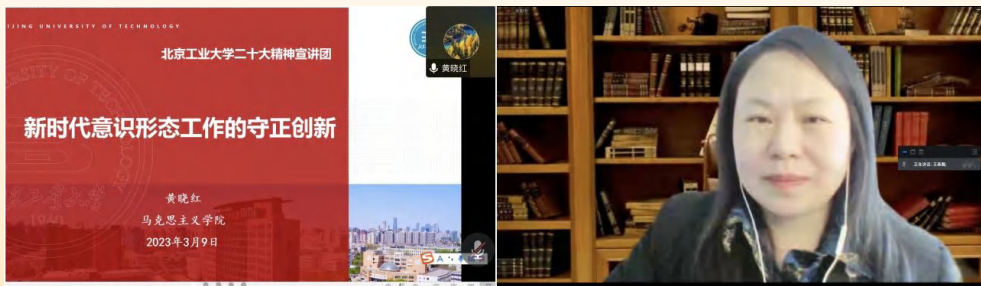 IJING UNIVERSITY OF TECHNOLOGY
北京工业大学二十大精神宣讲团
黄晓红
新时代意识形态工作的守正创新
黄晓红
马克思主义学院
2023年3月9日
1960